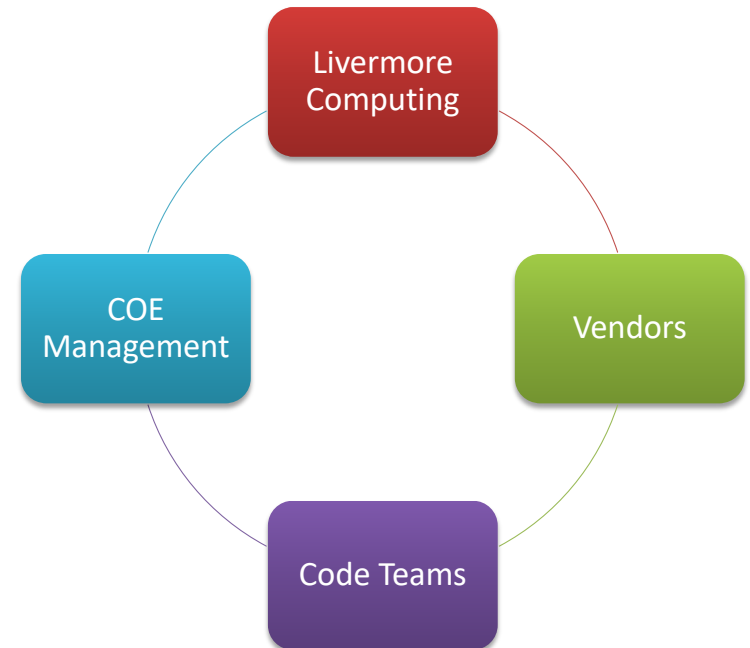 Livermore
Computing
COE
Management
Vendors
Code Teams